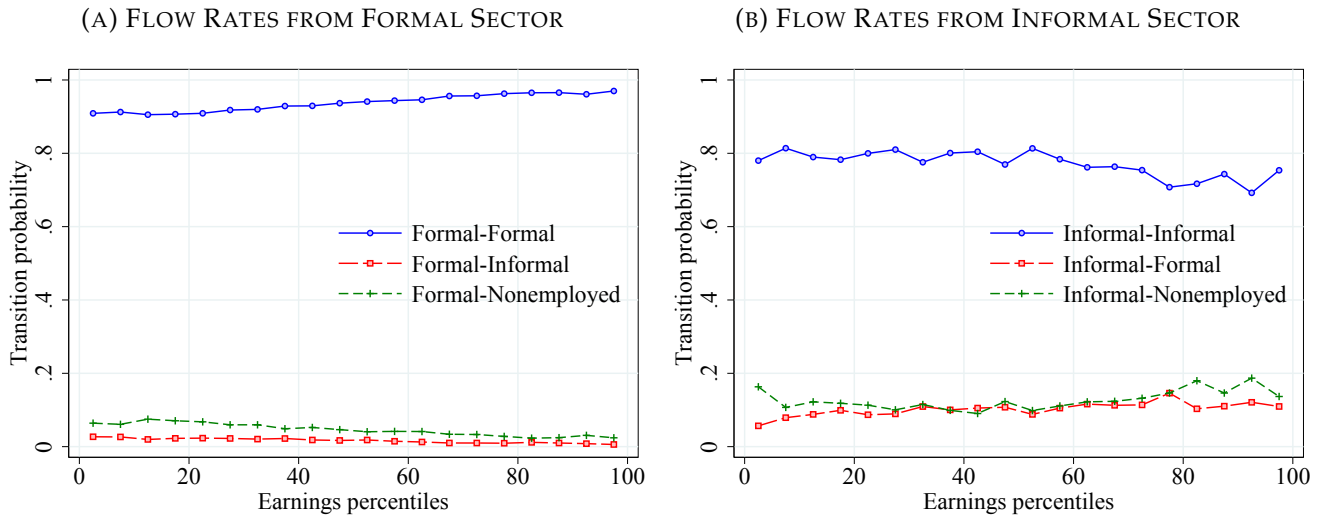 (A) FLOW RATES FROM FORMAL SECTOR
Transition probability
1
.8
.6
.4
.2
0
Formal-Formal
Formal-Informal
Formal-Nonemployed
0 20 40 60 80 100
Earnings percentiles
(B) FLOW RATES FROM INFORMAL SECTOR
Transition probability
1
.8
.6
.4
.2
0
Informal-Informal
Informal-Formal
Informal-Nonemployed
0 20 40 60 80 100
Earnings percentiles